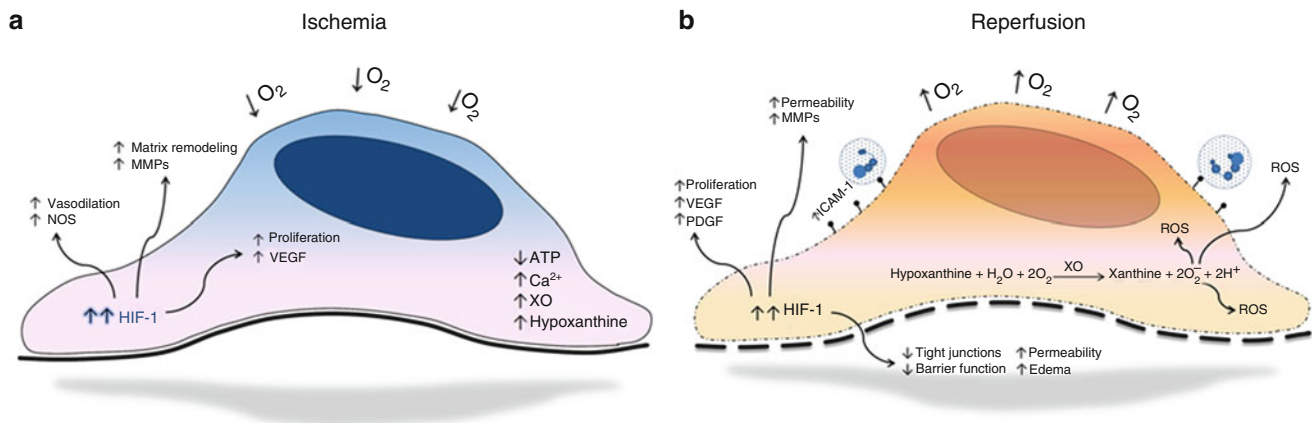 a
Ischemia
↓ O₂
↓ O₂
↓ O₂
↑ Matrix remodeling
↑ MMPs
↑ Vasodilation
↑ NOS
↑ Proliferation
↑ VEGF
↑↑ HIF-1
↓ ATP
↑ Ca²⁺
↑ XO
↑ Hypoxanthine
b
Reperfusion
↑ O₂
↑ O₂
↑ O₂
↑ Permeability
↑ MMPs
↑ Proliferation
↑ VEGF
↑ PDGF
↑ ICAM-1
ROS
ROS
Hypoxanthine + H₂O + 2O₂ XO → Xanthine + 2O₂⁻ + 2H⁺
ROS
↑↑ HIF-1
↓ Tight junctions ↑ Permeability
↓ Barrier function ↑ Edema